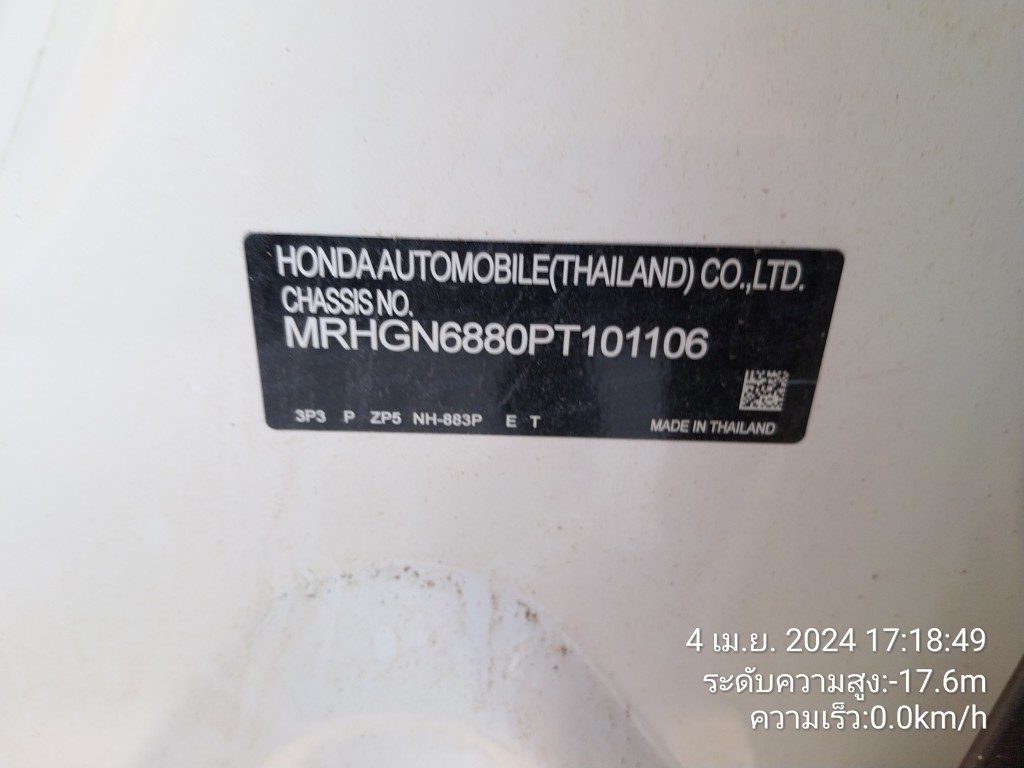 HONDA AUTOMOBILE(THAILAND) CO.,LTD.
CHASSIS NO.
MRHGN6880PT101106
3P3 P ZP5 NH-883P E T
MADE IN THAILAND
4 เม.ย. 2024 17:18:49
ระดับความสูง:-17.6m
ความเร็ว:0.0km/h